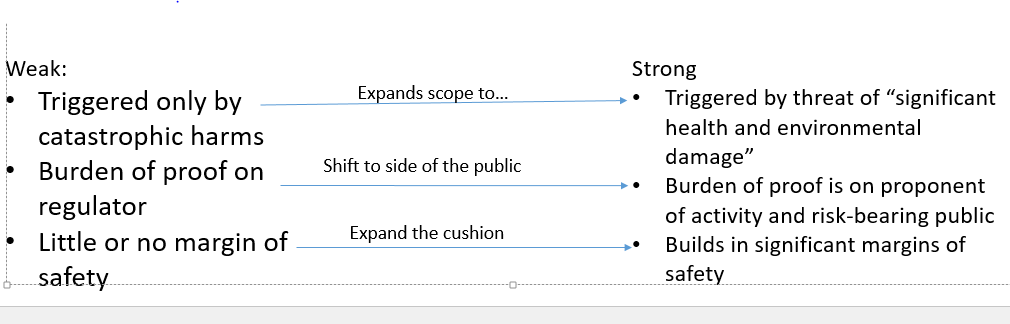 Weak:
• Triggered only by
catastrophic harms
• Burden of proof on
regulator
• Little or no margin of
safety
Expands scope to...
Shift to side of the public
Expand the cushion
Strong
• Triggered by threat of “significant
health and environmental
damage”
• Burden of proof is on proponent
of activity and risk-bearing public
• Builds in significant margins of
safety